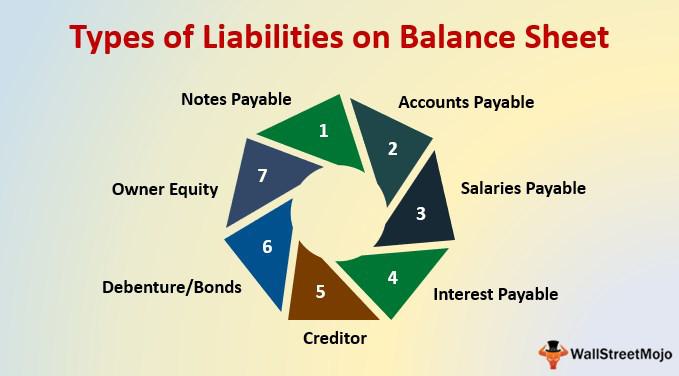 Types of Liabilities on Balance Sheet
Notes Payable
1
Accounts Payable
2
Salaries Payable
3
Interest Payable
4
Creditor
5
Debenture/Bonds
6
Owner Equity
7
WallStreetMojo